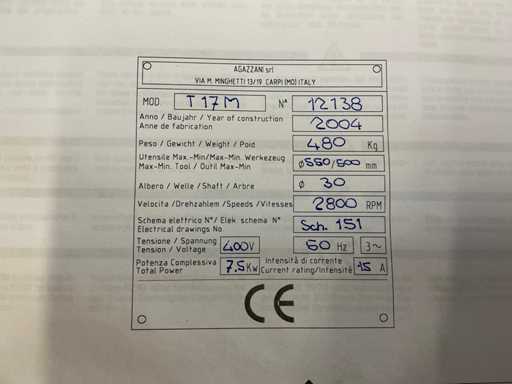 AGAZZANI srl
VIA M. MINGHETTI 13/19 CARPI (MO) ITALY
MOD T17M N° 12138
Anno / Baujahr / Year of construction
Anne de fabrication 2004
Peso / Gewicht / Weight / Poid 480 Kg
Utensile Max.-Min/Max-Min. Werkezeug
Max-Min. Tool / Outil Max-Min ø550/500 mm
Albero / Welle / Shaft / Arbre ø 30
Velocita /Drehzahlem /Speeds /Vitesses 2800 RPM
Schema elettrico N°/ Elek schema N°
Electrical drawings No. Sch. 151
Tensione / Spannung
Tension / Voltage 400V 50 Hz 3~
Potenza Complessiva
Total Power 7.5 Kw Intensità di corrente
Current rating/Intensité 15 A
CE